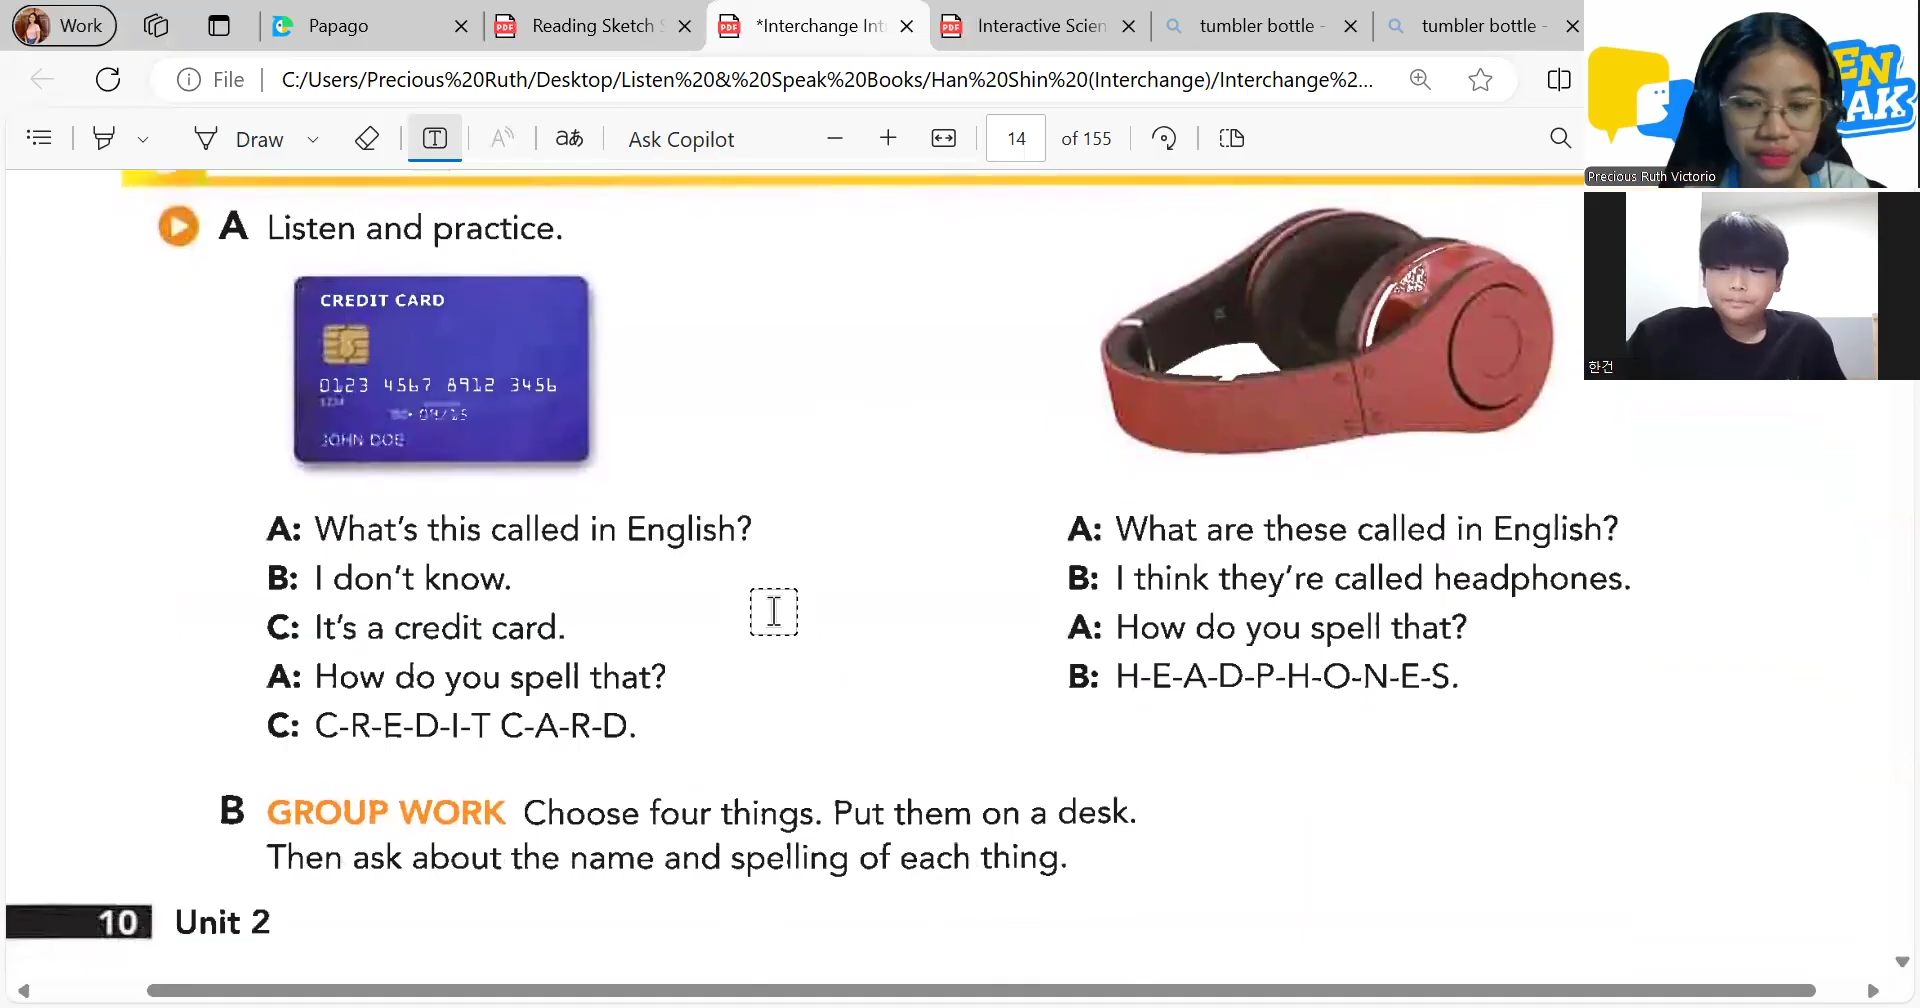 Work
Papago
Reading Sketch
*Interchange Int
Interactive Scien
tumbler bottle -
tumbler bottle -
File
C:/Users/Precious%20Ruth/Desktop/Listen%20&%20Speak%20Books/Han%20Shin%20(Interchange)/Interchange%2...
Draw
Ask Copilot
14 of 155
EN
EAK
Precious Ruth Victorio
한건
A Listen and practice.
CREDIT CARD
0123 4567 8912 3456
1234
09/15
JOHN DOE
A: What's this called in English?
B: I don't know.
C: It's a credit card.
A: How do you spell that?
C: C-R-E-D-I-T C-A-R-D.
A: What are these called in English?
B: I think they're called headphones.
A: How do you spell that?
B: H-E-A-D-P-H-O-N-E-S.
B GROUP WORK Choose four things. Put them on a desk.
Then ask about the name and spelling of each thing.
10 Unit 2